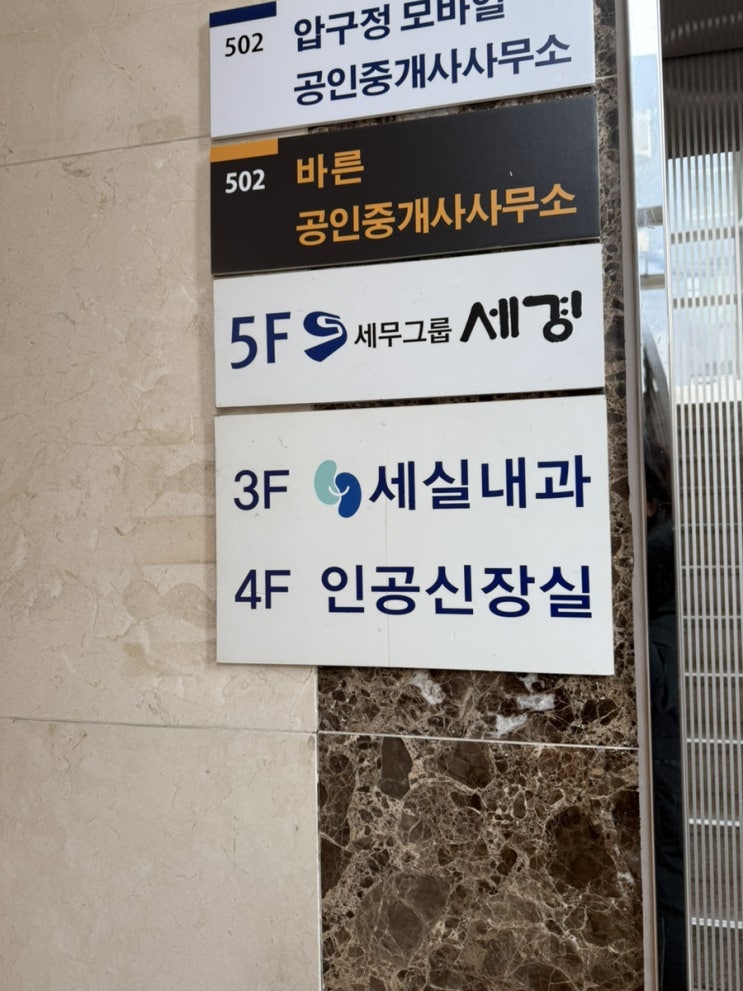 502 압구정 모바일
공인중개사사무소
502 바른
공인중개사사무소
5F 세무그룹 세경
3F 세실내과
4F 인공신장실